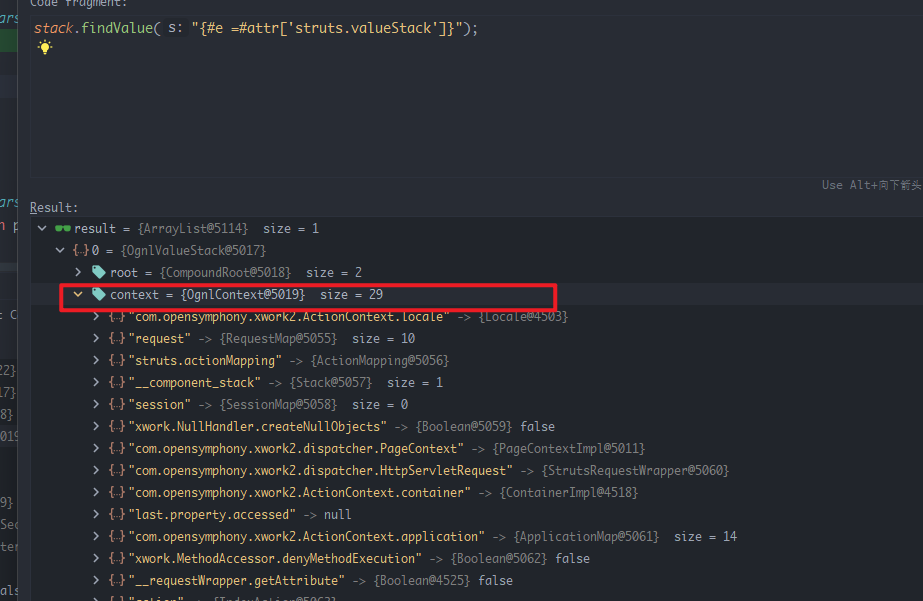 Code fragment:
stack.findValue( s: "{#e =#attr['struts.valueStack']}");
Use Alt+向下箭头
Result:
result = {ArrayList@5114} size = 1
0 = {OgnlValueStack@5017}
root = {CompoundRoot@5018} size = 2
context = {OgnlContext@5019} size = 29
{..} "com.opensymphony.xwork2.ActionContext.locale" -> {Locale@4503}
{..} "request" -> {RequestMap@5055} size = 10
{..} "struts.actionMapping" -> {ActionMapping@5056}
{..} "__component_stack" -> {Stack@5057} size = 1
{..} "session" -> {SessionMap@5058} size = 0
{..} "xwork.NullHandler.createNullObjects" -> {Boolean@5059} false
{..} "com.opensymphony.xwork2.dispatcher.PageContext" -> {PageContextImpl@5011}
{..} "com.opensymphony.xwork2.dispatcher.HttpServletRequest" -> {StrutsRequestWrapper@5060}
{..} "com.opensymphony.xwork2.ActionContext.container" -> {ContainerImpl@4518}
{..} "last.property.accessed" -> null
{..} "com.opensymphony.xwork2.ActionContext.application" -> {ApplicationMap@5061} size = 14
{..} "xwork.MethodAccessor.denyMethodExecution" -> {Boolean@5062} false
{..} "__requestWrapper.getAttribute" -> {Boolean@4525} false